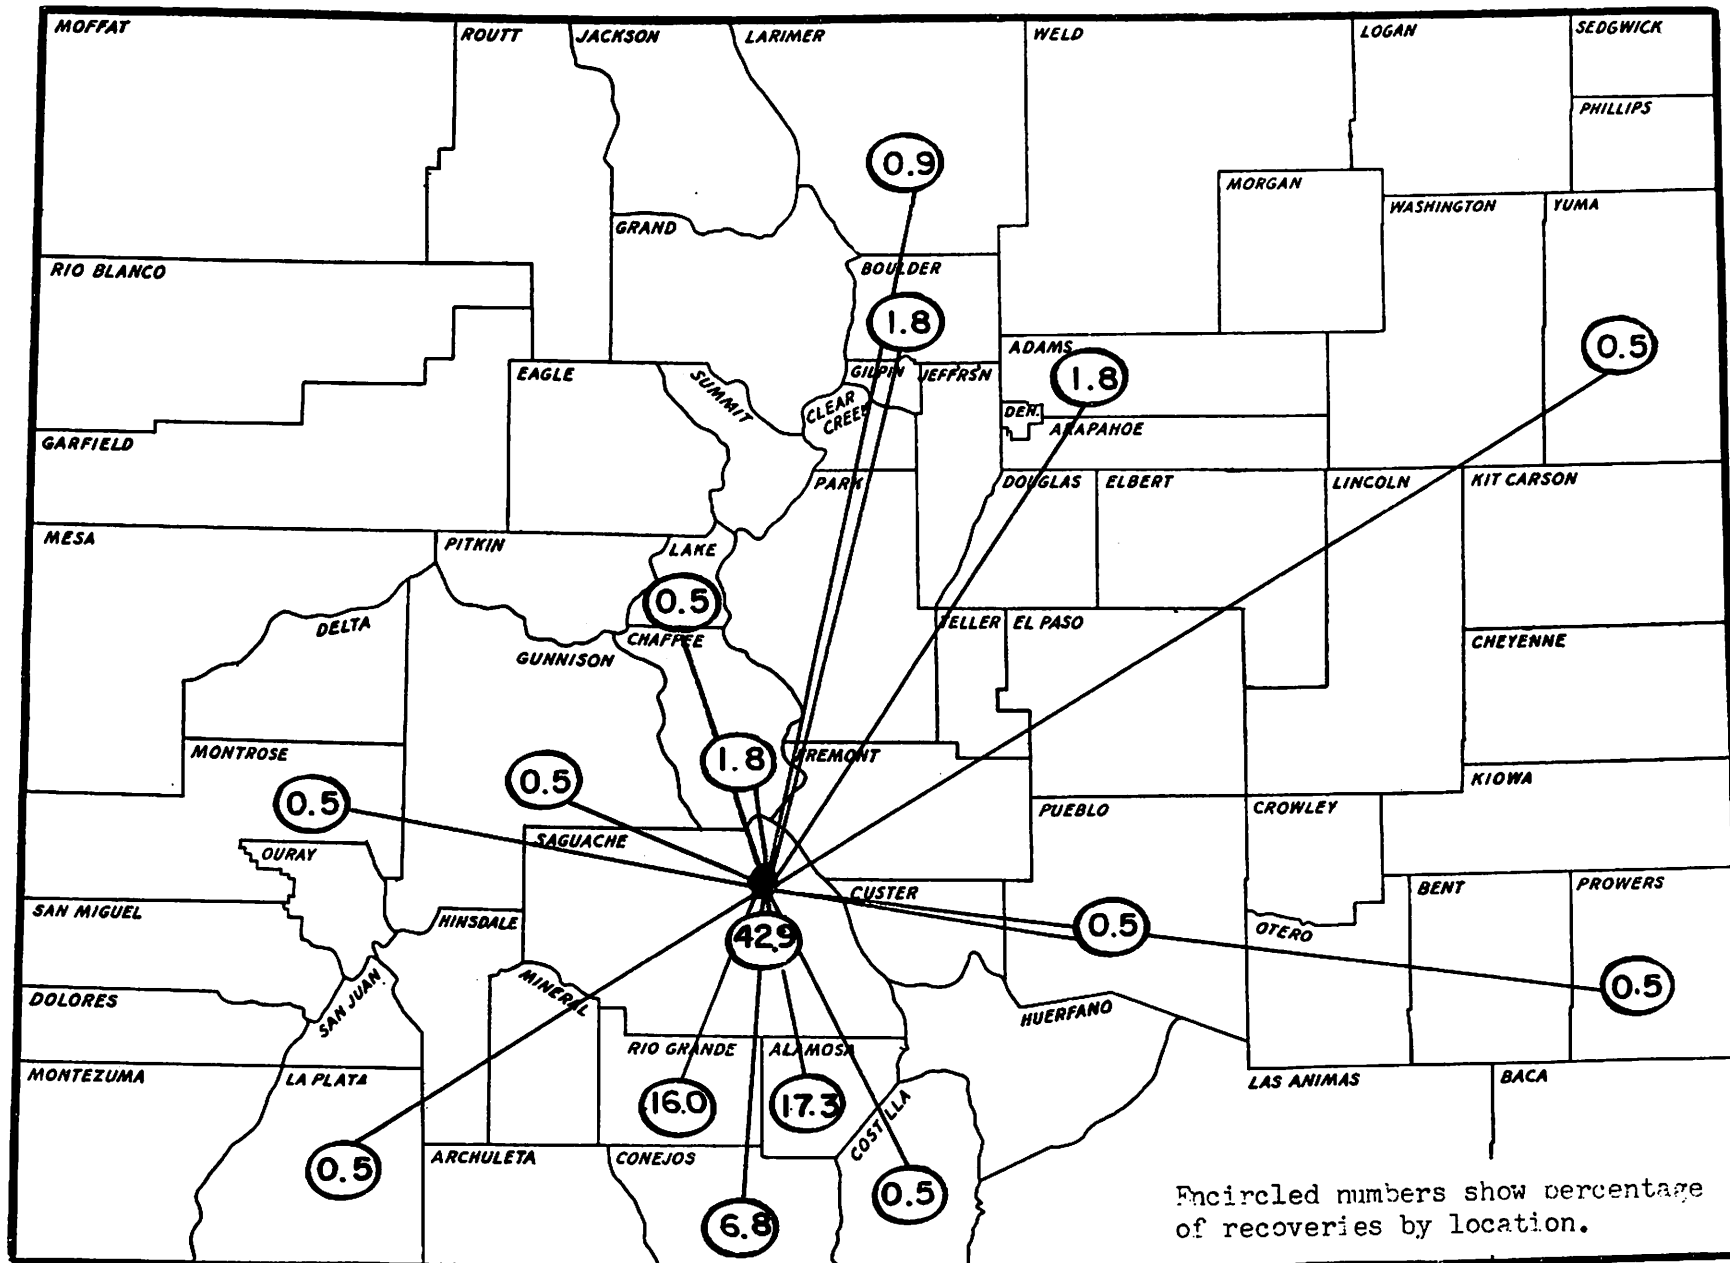 MOFFAT
ROUTT
JACKSON
LARIMER
WELD
LOGAN
SEDGWICK
PHILLIPS
0.9
MORGAN
WASHINGTON
YUMA
GRAND
RIO BLANCO
BOULDER
1.8
ADAMS
0.5
EAGLE
SUMMIT
GILPIN
JEFFRSN
1.8
CLEAR
CREEK
DEN.
ARAPAHOE
GARFIELD
PARK
DOUGLAS
ELBERT
LINCOLN
KIT CARSON
MESA
PITKIN
LAKE
0.5
DELTA
GUNNISON
CHAFFEE
TELLER
EL PASO
CHEYENNE
MONTROSE
1.8
FREMONT
0.5
0.5
KIOWA
PUEBLO
CROWLEY
SAGUACHE
OURAY
CUSTER
BENT
PROWERS
SAN MIGUEL
HINSDALE
42.9
0.5
OTERO
0.5
MINERAL
DOLORES
SAN JUAN
HUERFANO
RIO GRANDE
ALAMOSA
MONTEZUMA
LA PLATA
LAS ANIMAS
BACA
16.0
17.3
COSTILLA
0.5
ARCHULETA
CONEJOS
0.5
6.8
Encircled numbers show percentage
of recoveries by location.